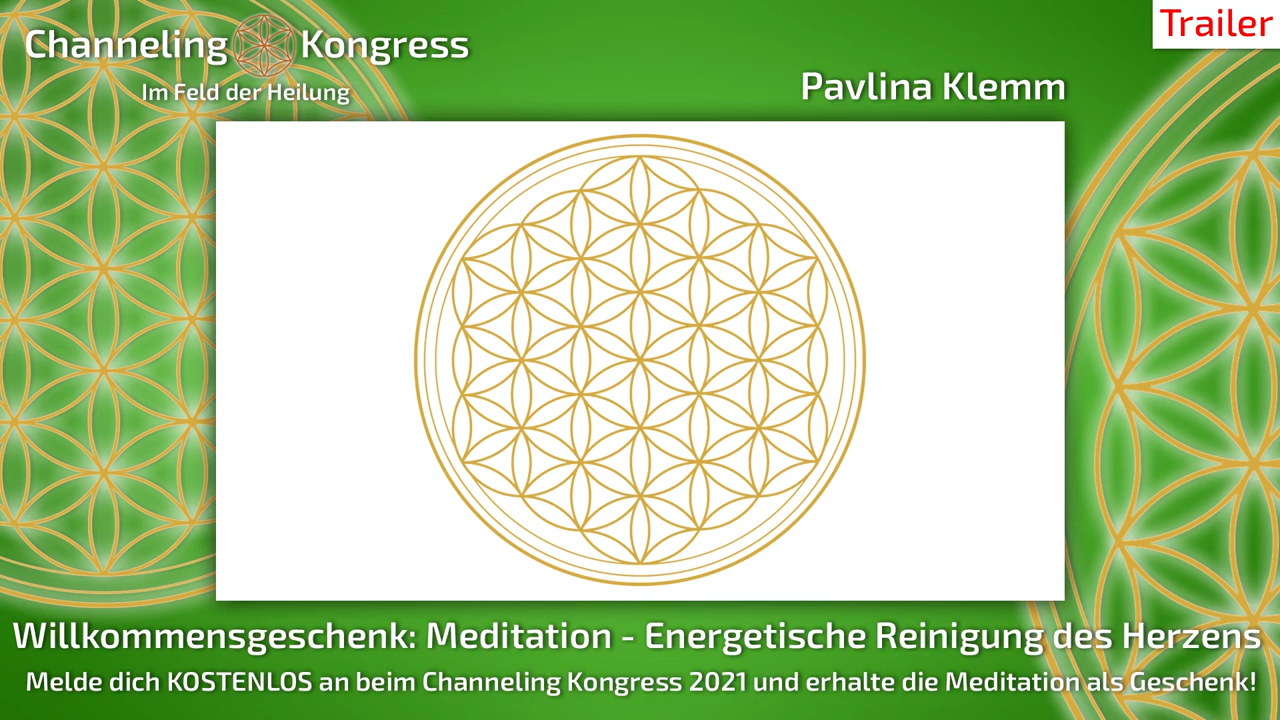 Trailer
Channeling Kongress
Im Feld der Heilung
Pavlina Klemm
Willkommensgeschenk: Meditation - Energetische Reinigung des Herzens
Melde dich KOSTENLOS an beim Channeling Kongress 2021 und erhalte die Meditation als Geschenk!